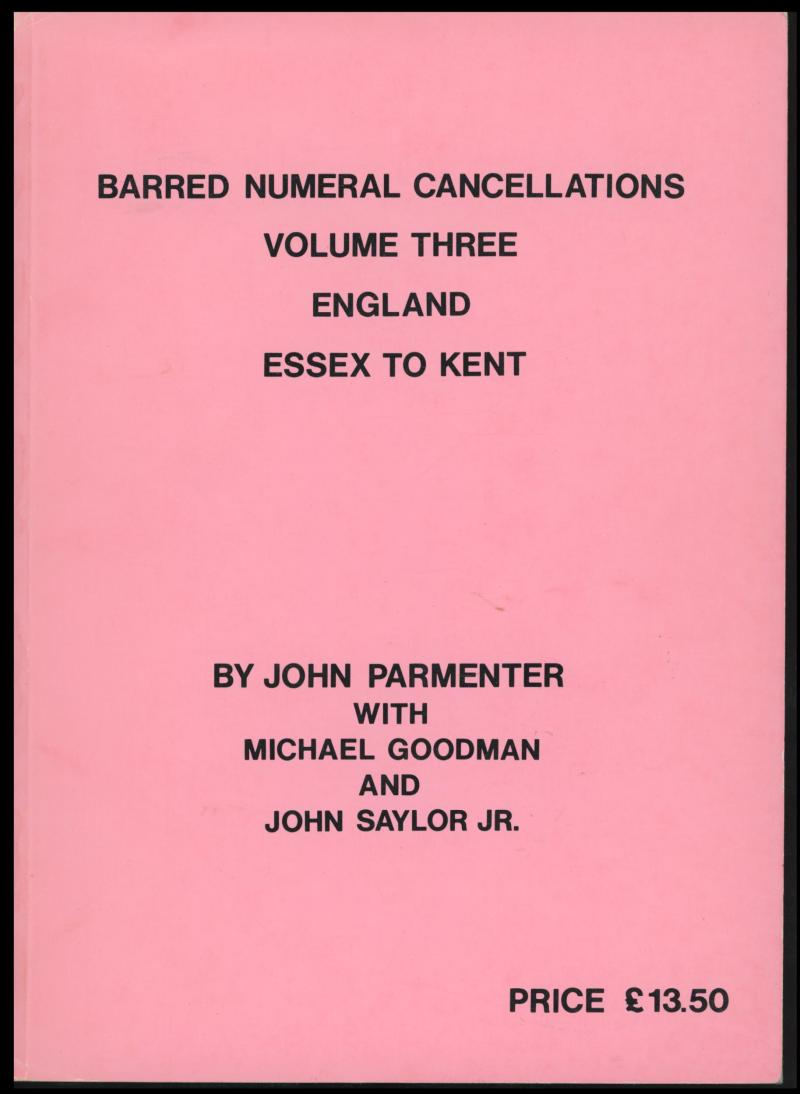 BARRED NUMERAL CANCELLATIONS
VOLUME THREE
ENGLAND
ESSEX TO KENT
BY JOHN PARMENTER
WITH
MICHAEL GOODMAN
AND
JOHN SAYLOR JR.
PRICE £13.50